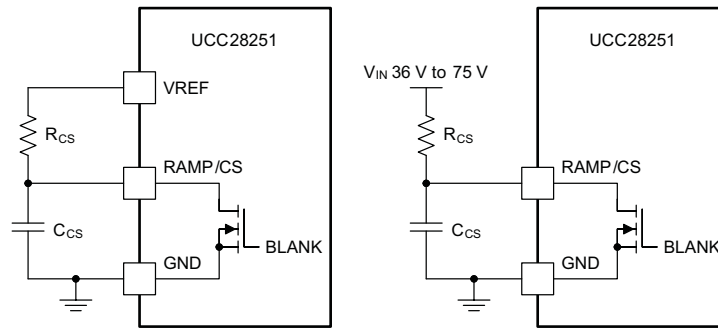 UCC28251
VREF
RCS
RAMP/CS
CCS
BLANK
GND
UCC28251
VIN 36 V to 75 V
RCS
RAMP/CS
CCS
BLANK
GND